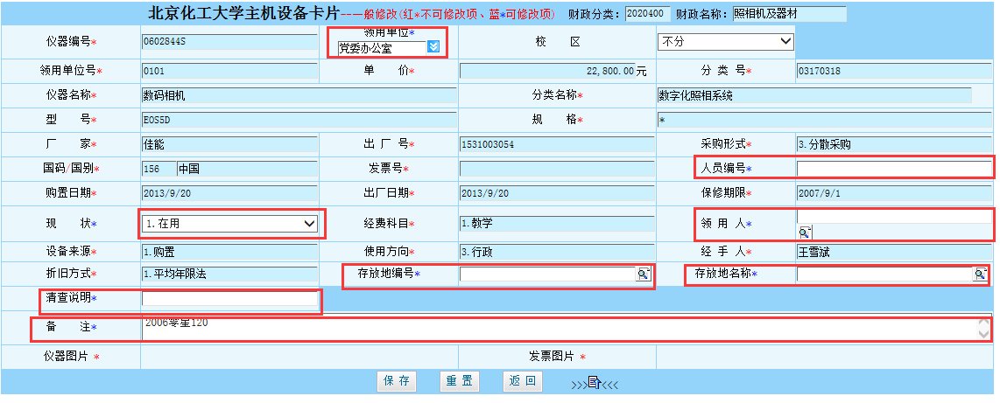 北京化工大学主机设备卡片--一般修改(红*不可修改项、蓝*可修改项) 财政分类: 2020400 财政名称: 照相机及器材
仪器编号* 0602844S 领用单位* 党委办公室 校 区 不分
领用单位号* 0101 单 价* 22,800.00 元 分 类 号* 03170318
仪器名称* 数码相机 分类名称* 数字化照相系统
型 号* EOS5D 规 格* *
厂 家* 佳能 出 厂 号* 1531003054 采购形式* 3.分散采购
国码/国别* 156 中国 发票号* 人员编号*
购置日期* 2013/9/20 出厂日期* 2013/9/20 保修期限* 2007/9/1
现 状* 1.在用 经费科目* 1.教学 领 用 人*
设备来源* 1.购置 使用方向* 3.行政 经 手 人* 王雪斌
折旧方式* 1.平均年限法 存放地编号* 存放地名称*
清查说明*
备 注* 2006零星120
仪器图片 * 发票图片 *
保 存 重 置 返 回 >>> <<<